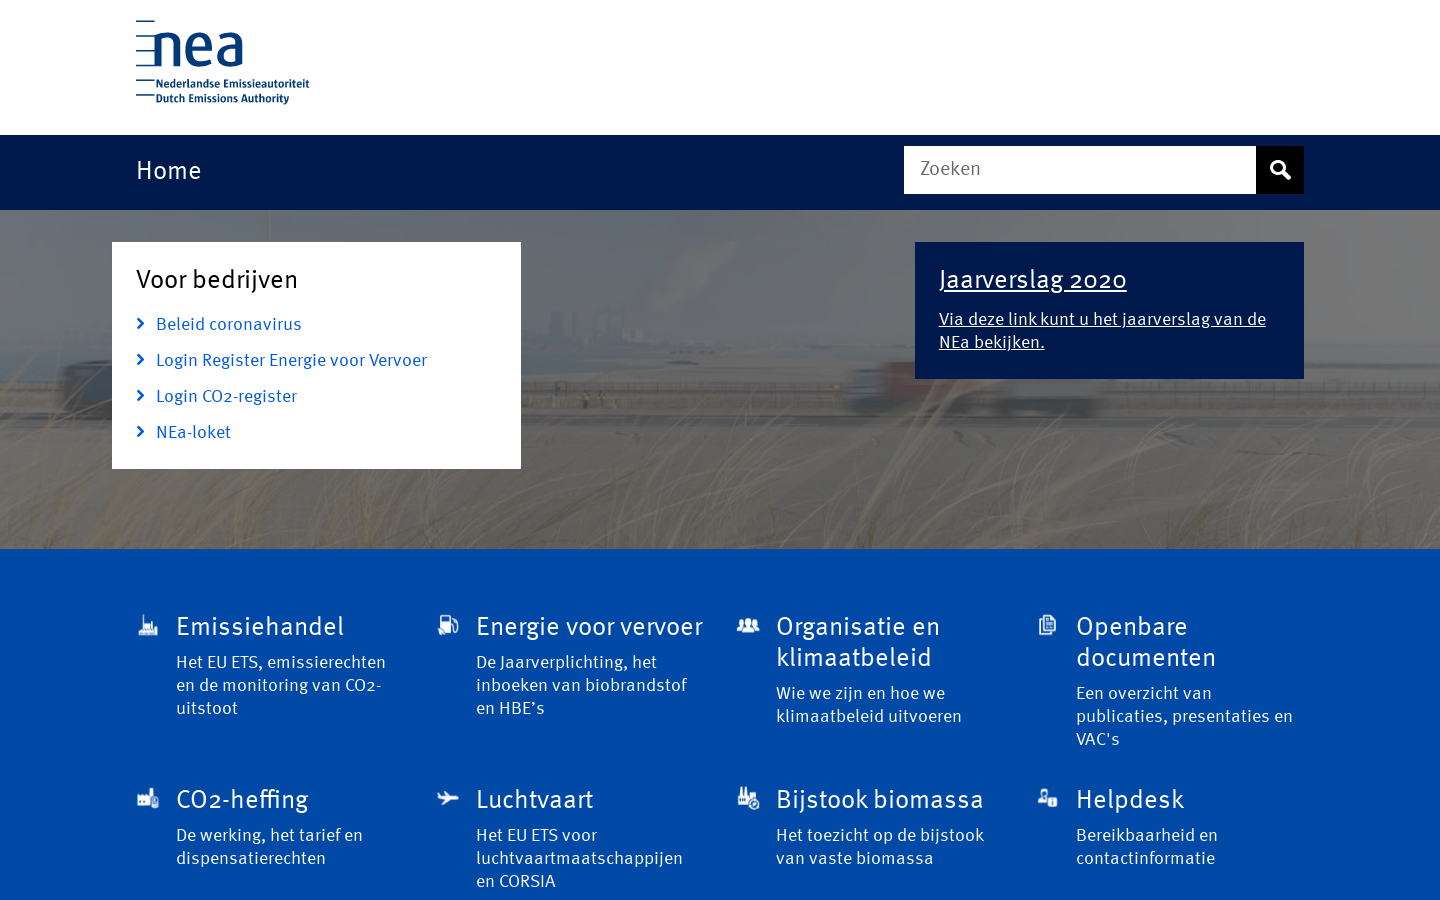 nea
Nederlandse Emissieautoriteit
Dutch Emissions Authority
Home
Zoeken
Voor bedrijven
Beleid coronavirus
Login Register Energie voor Vervoer
Login CO2-register
NEa-loket
Jaarverslag 2020
Via deze link kunt u het jaarverslag van de
NEa bekijken.
Emissiehandel
Het EU ETS, emissierechten
en de monitoring van CO2-
uitstoot
Energie voor vervoer
De Jaarverplichting, het
inboeken van biobrandstof
en HBE’s
Organisatie en
klimaatbeleid
Wie we zijn en hoe we
klimaatbeleid uitvoeren
Openbare
documenten
Een overzicht van
publicaties, presentaties en
VAC's
CO2-heffing
De werking, het tarief en
dispensatierechten
Luchtvaart
Het EU ETS voor
luchtvaartmaatschappijen
en CORSIA
Bijstook biomassa
Het toezicht op de bijstook
van vaste biomassa
Helpdesk
Bereikbaarheid en
contactinformatie